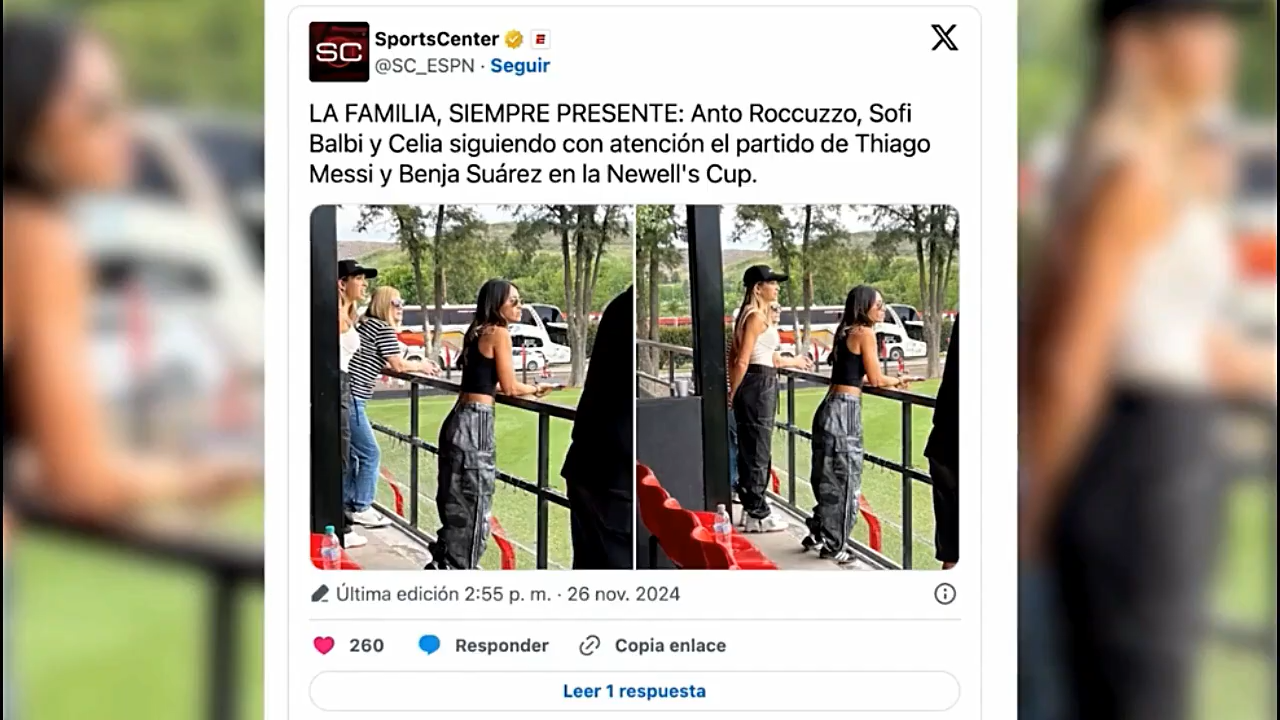 SC
SportsCenter
@SC_ESPN · Seguir
LA FAMILIA, SIEMPRE PRESENTE: Anto Roccuzzo, Sofi
Balbi y Celia siguiendo con atención el partido de Thiago
Messi y Benja Suárez en la Newell's Cup.
Última edición 2:55 p. m. · 26 nov. 2024
260
Responder
Copia enlace
Leer 1 respuesta